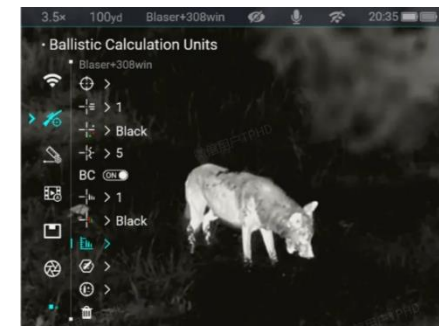 3.5× 100yd Blaser+308win 20:35
· Ballistic Calculation Units
Blaser+308win
>
> 1
> Black
> 5
BC ON
> 1
> Black
>
>
>